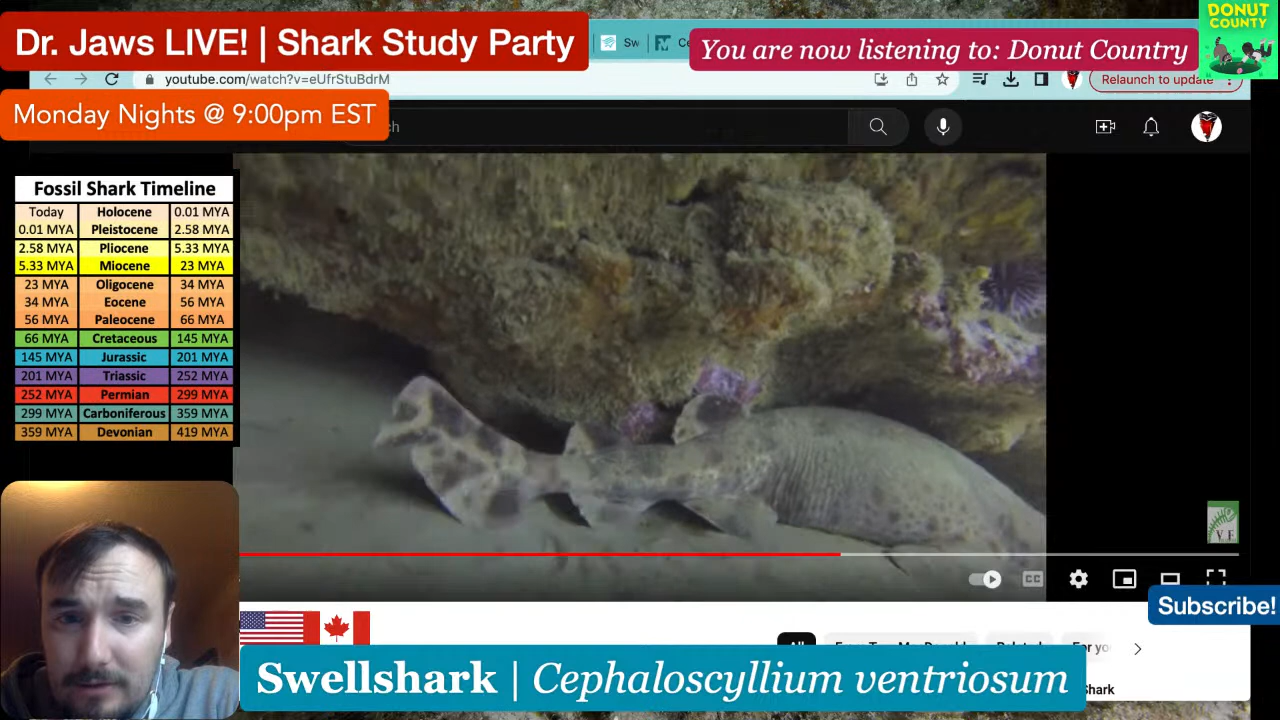 Dr. Jaws LIVE! | Shark Study Party
Sw
You are now listening to: Donut Country
DONUT
COUNTY
youtube.com/watch?v=eUfrStuBdrM
Relaunch to update
Monday Nights @ 9:00pm EST
ch
Fossil Shark Timeline
Today Holocene 0.01 MYA
0.01 MYA Pleistocene 2.58 MYA
2.58 MYA Pliocene 5.33 MYA
5.33 MYA Miocene 23 MYA
23 MYA Oligocene 34 MYA
34 MYA Eocene 56 MYA
56 MYA Paleocene 66 MYA
66 MYA Cretaceous 145 MYA
145 MYA Jurassic 201 MYA
201 MYA Triassic 252 MYA
252 MYA Permian 299 MYA
299 MYA Carboniferous 359 MYA
359 MYA Devonian 419 MYA
CC
Subscribe!
All
Swellshark | Cephaloscyllium ventriosum
Shark